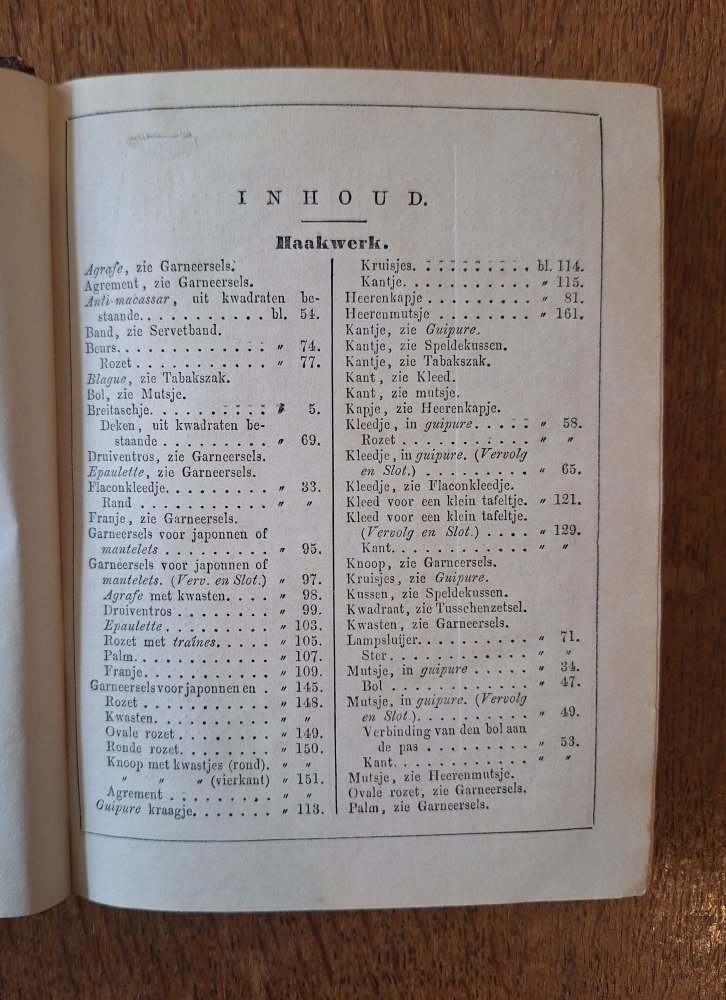 INHOUD.
Haakwerk.
Agrafe, zie Garneersels.
Agrement, zie Garneersels.
Anti-macassar, uit kwadraten be-
staande. . . . . . . . . . . bl. 54.
Band, zie Servetband.
Beurs. . . . . . . . . . . . . „ 74.
Rozet . . . . . . . . . . . „ 77.
Blague, zie Tabakszak.
Bol, zie Mutsje.
Breitaschje. . . . . . . . . . „ 5.
Deken, uit kwadraten be-
staande . . . . . . . . . „ 69.
Druiventros, zie Garneersels.
Epaulette, zie Garneersels.
Flaconkleedje. . . . . . . . . „ 33.
Rand . . . . . . . . . . . „ „
Franje, zie Garneersels.
Garneersels voor japonnen of
mantelets . . . . . . . . . „ 95.
Garneersels voor japonnen of
mantelets. (Verv. en Slot.) „ 97.
Agrafe met kwasten. . . . „ 98.
Druiventros . . . . . . . . „ 99.
Epaulette . . . . . . . . . „ 103.
Rozet met traînes. . . . . „ 105.
Palm. . . . . . . . . . . . „ 107.
Franje. . . . . . . . . . . „ 109.
Garneersels voor japonnen en . „ 145.
Rozet . . . . . . . . . . . „ 148.
Kwasten. . . . . . . . . . „ „
Ovale rozet . . . . . . . . „ 149.
Ronde rozet. . . . . . . . „ 150.
Knoop met kwastjes (rond). „ „
„ „ „ (vierkant) „ 151.
Agrement . . . . . . . . . „ „
Guipure kraagje. . . . . . . „ 113.
Kruisjes. . . . . . . . . . bl. 114.
Kantje. . . . . . . . . . . „ 115.
Heerenkapje . . . . . . . . . „ 81.
Heerenmutsje . . . . . . . . „ 161.
Kantje, zie Guipure.
Kantje, zie Speldekussen.
Kantje, zie Tabakszak.
Kant, zie Kleed.
Kant, zie mutsje.
Kapje, zie Heerenkapje.
Kleedje, in guipure. . . . . „ 58.
Rozet . . . . . . . . . . . „ „
Kleedje, in guipure. (Vervolg
en Slot.) . . . . . . . . . „ 65.
Kleedje, zie Flaconkleedje.
Kleed voor een klein tafeltje. „ 121.
Kleed voor een klein tafeltje.
(Vervolg en Slot.) . . . . „ 129.
Kant. . . . . . . . . . . . „ „
Knoop, zie Garneersels.
Kruisjes, zie Guipure.
Kussen, zie Speldekussen.
Kwadraat, zie Tusschenzetsel.
Kwasten, zie Garneersels.
Lampsluijer. . . . . . . . . . „ 71.
Ster . . . . . . . . . . . . „ „
Mutsje, in guipure . . . . . „ 34.
Bol . . . . . . . . . . . . „ 47.
Mutsje, in guipure. (Vervolg
en Slot.). . . . . . . . . . „ 49.
Verbinding van den bol aan
de pas . . . . . . . . . „ 53.
Kant. . . . . . . . . . . . „ „
Mutsje, zie Heerenmutsje.
Ovale rozet, zie Garneersels.
Palm, zie Garneersels.